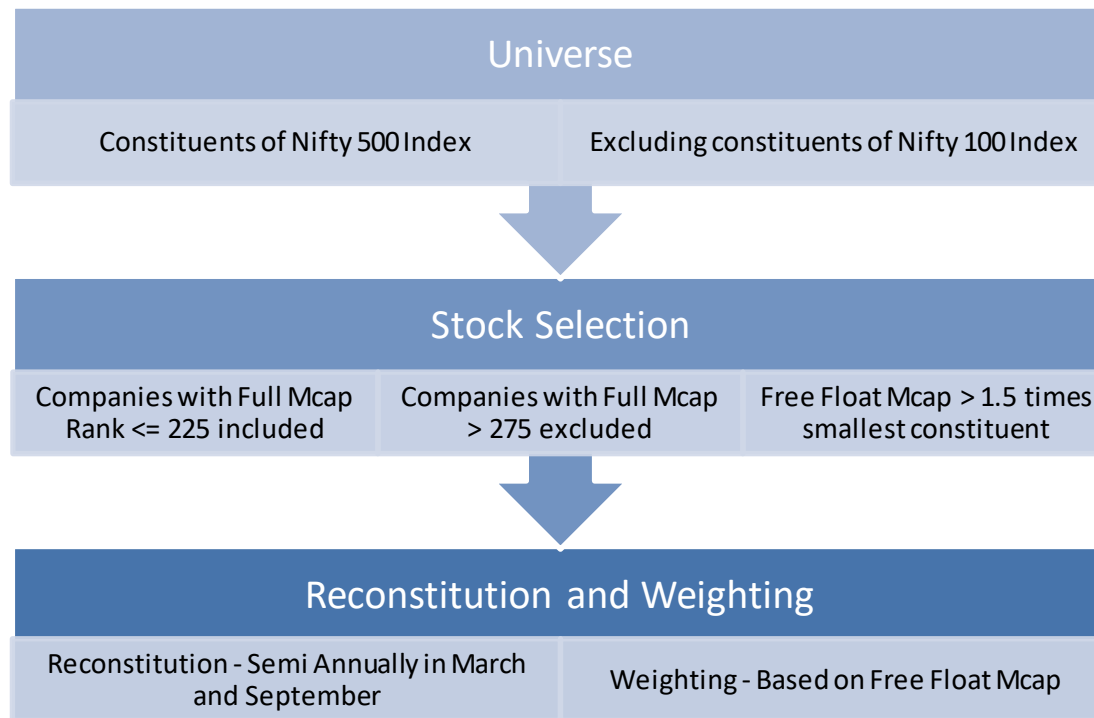 Universe
Constituents of Nifty 500 Index
Excluding constituents of Nifty 100 Index
Stock Selection
Companies with Full Mcap
Rank <= 225 included
Companies with Full Mcap
> 275 excluded
Free Float Mcap > 1.5 times
smallest constituent
Reconstitution and Weighting
Reconstitution - Semi Annually in March
and September
Weighting - Based on Free Float Mcap